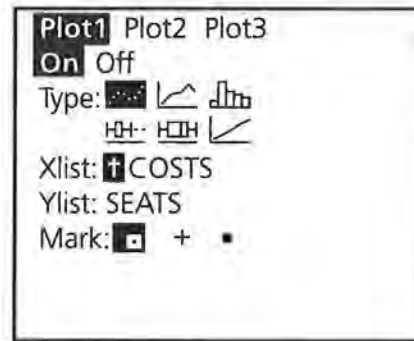 Plot1 Plot2 Plot3
On Off
Type:
Xlist: COSTS
Ylist: SEATS
Mark: +